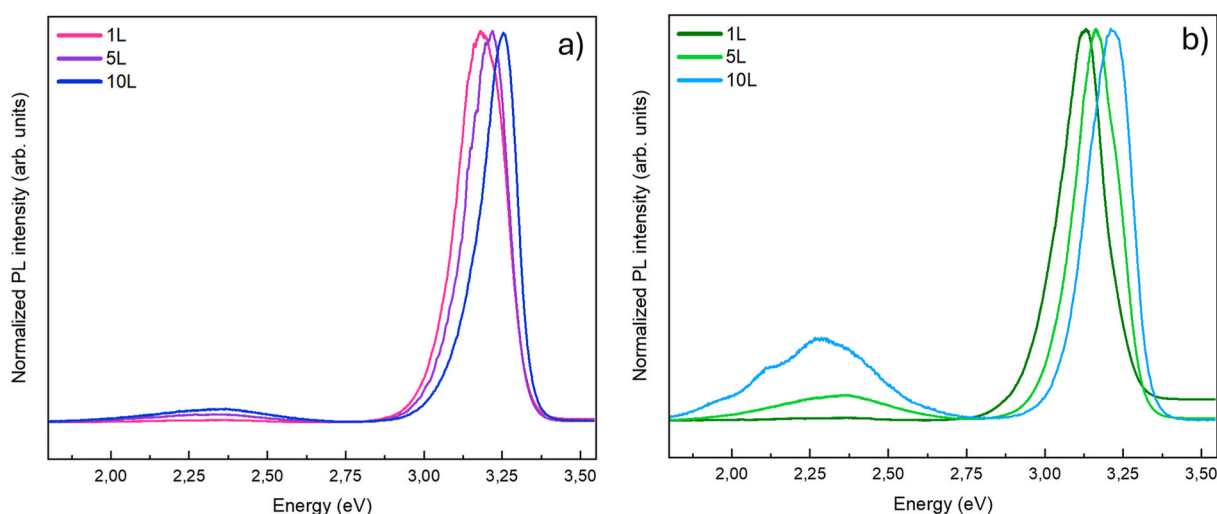 a)
1L
5L
10L
Normalized PL intensity (arb. units)
2,00 2,25 2,50 2,75 3,00 3,25 3,50
Energy (eV)
b)
1L
5L
10L
Normalized PL intensity (arb. units)
2,00 2,25 2,50 2,75 3,00 3,25 3,50
Energy (eV)